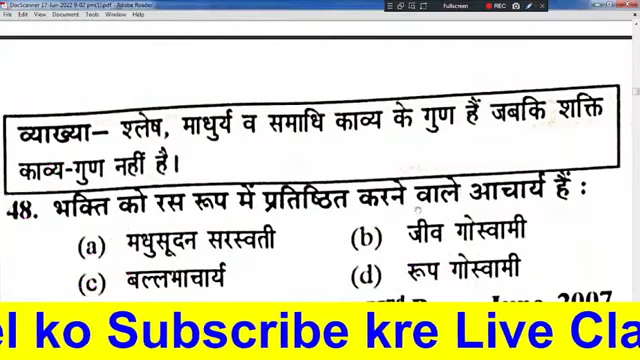 DocScanner 17-Jun-2022 9-02 pm(1).pdf - Adobe Reader
Fullscreen REC
File Edit View Document Tools Window Help
व्याख्या– श्लेष, माधुर्य व समाधि काव्य के गुण हैं जबकि शक्ति
काव्य-गुण नहीं है।
48. भक्ति को रस रूप में प्रतिष्ठित करने वाले आचार्य हैं :
(a) मधुसूदन सरस्वती (b) जीव गोस्वामी
(c) बल्लभाचार्य (d) रूप गोस्वामी
June, 2007
el ko Subscribe kre Live Cla